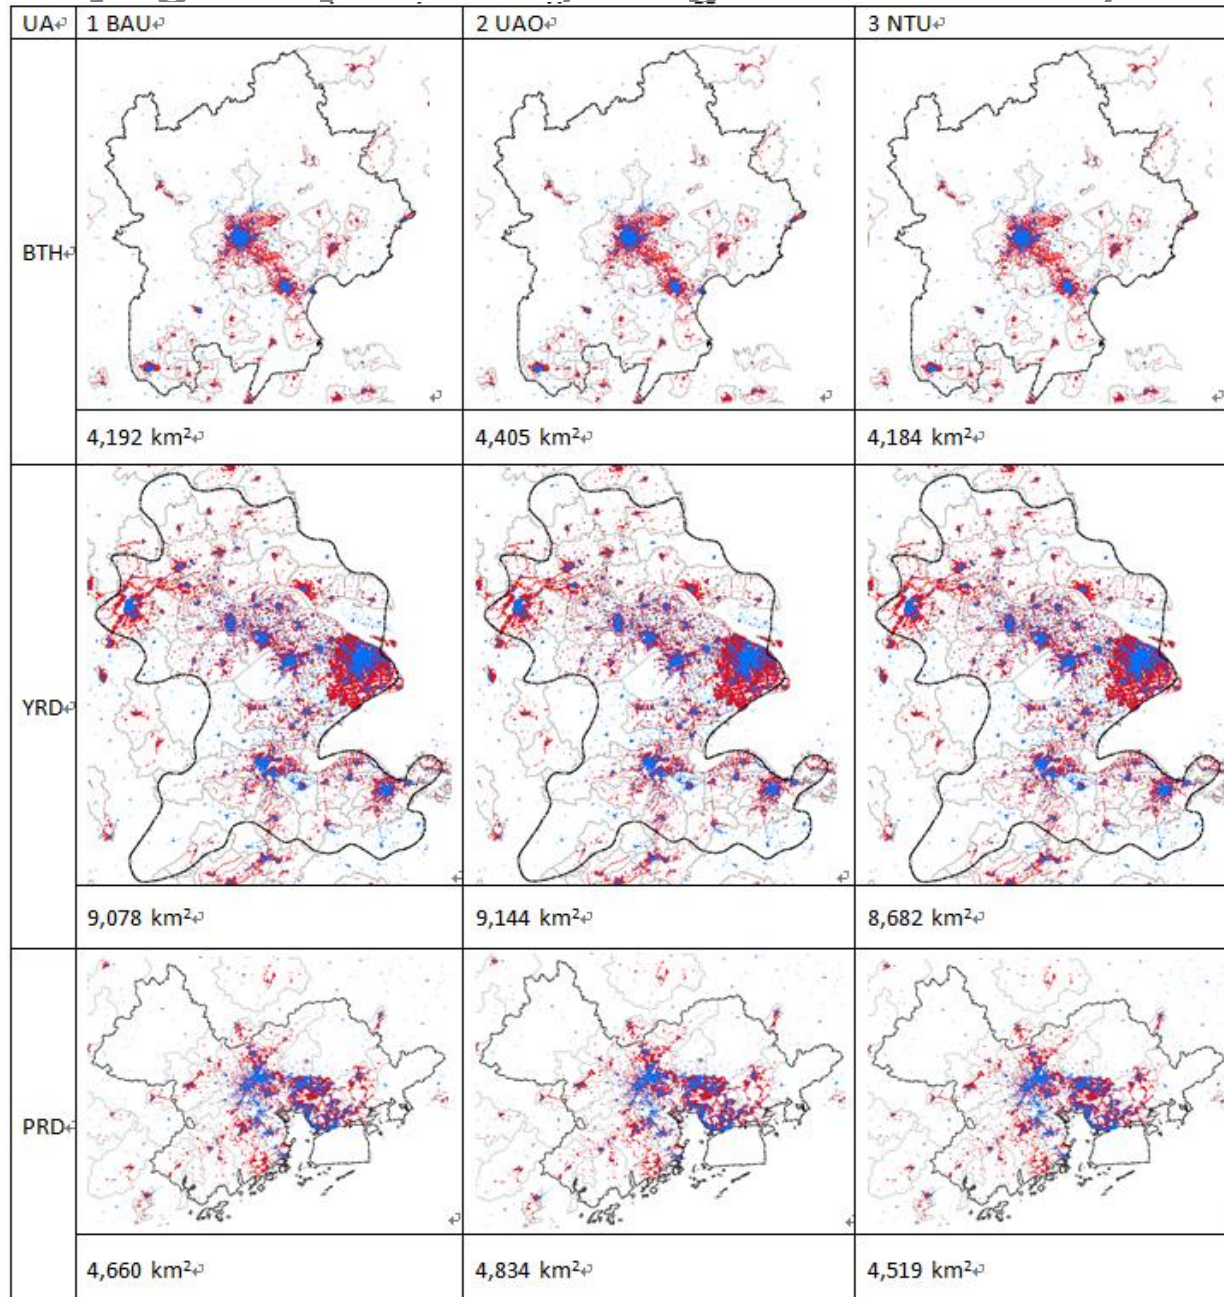 UA 1 BAU 2 UAO 3 NTU
BTH
4,192 km² 4,405 km² 4,184 km²
YRD
9,078 km² 9,144 km² 8,682 km²
PRD
4,660 km² 4,834 km² 4,519 km²